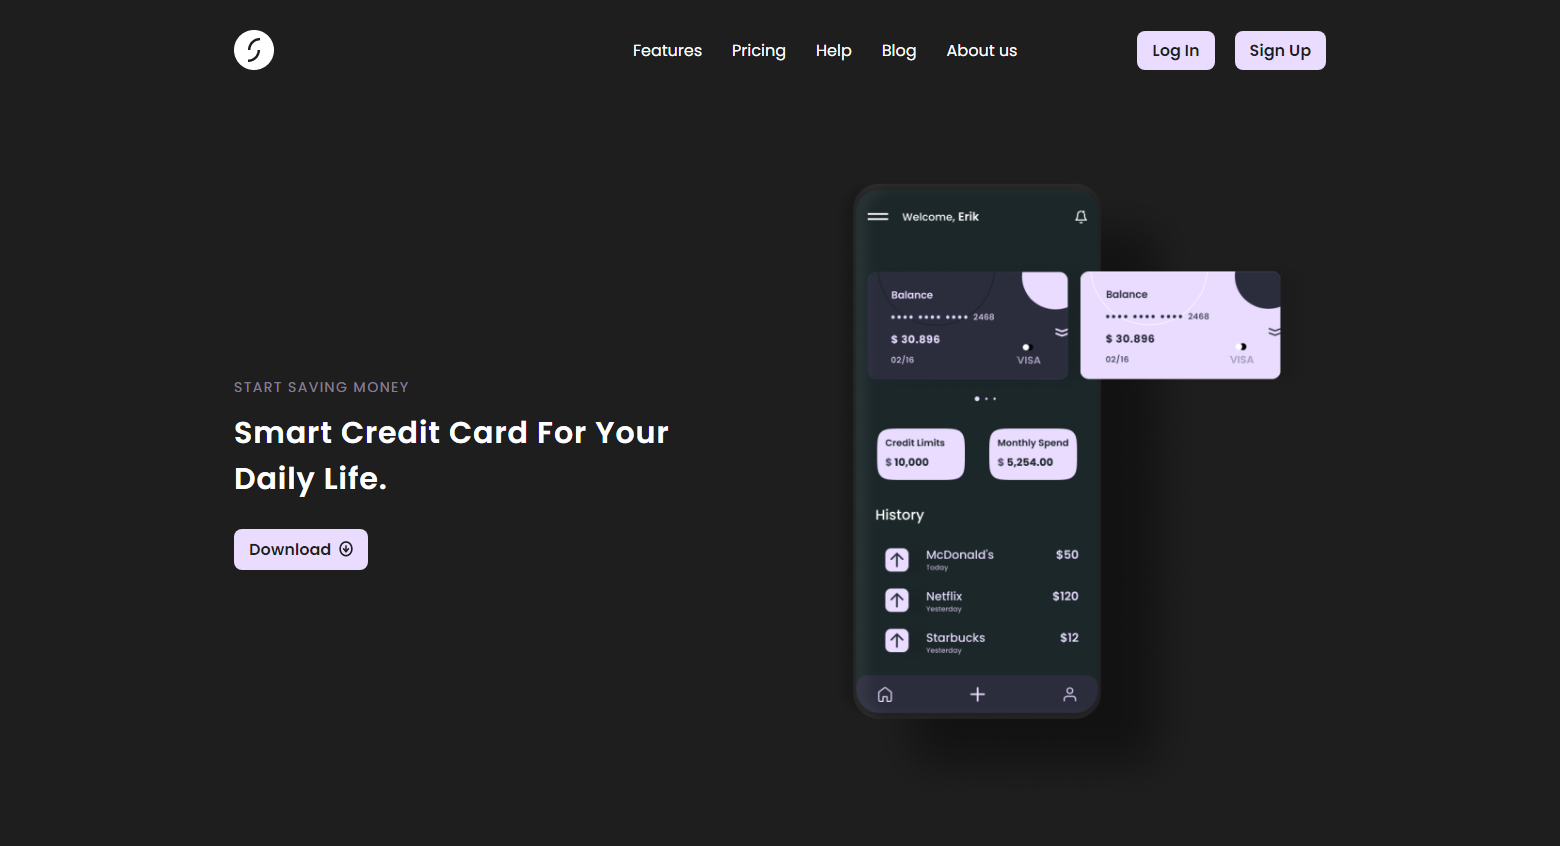 Features Pricing Help Blog About us Log In Sign Up
Welcome, Erik
Balance
•••• •••• •••• 2468
$ 30.896
02/16
VISA
Balance
•••• •••• •••• 2468
$ 30.896
02/16
VISA
START SAVING MONEY
Smart Credit Card For Your
Daily Life.
Download
Credit Limits
$ 10,000
Monthly Spend
$ 5,254.00
History
McDonald's $50
Today
Netflix $120
Yesterday
Starbucks $12
Yesterday